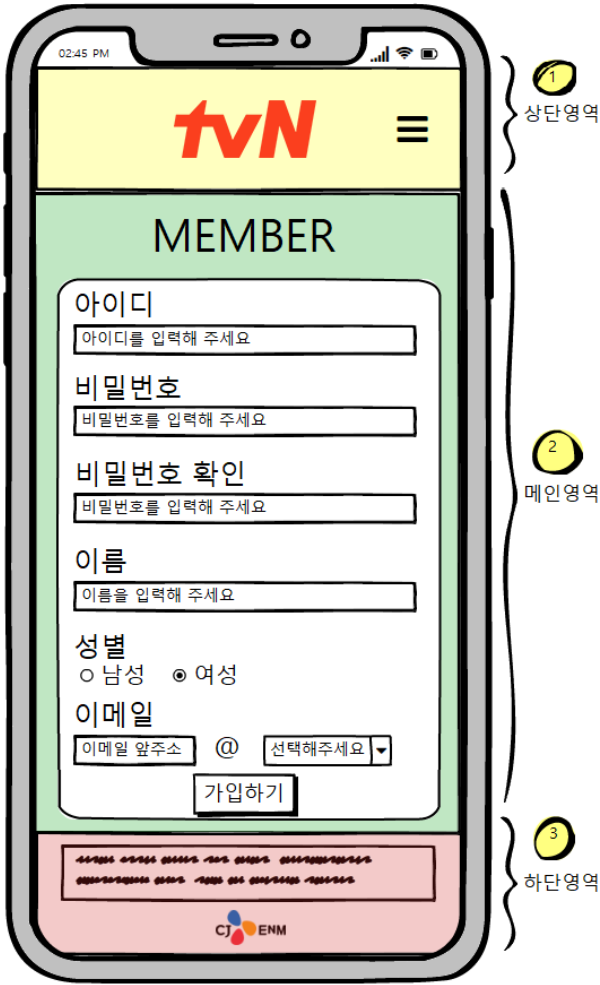 02:45 PM
tvN
1
상단영역
MEMBER
아이디
아이디를 입력해 주세요
비밀번호
비밀번호를 입력해 주세요
비밀번호 확인
비밀번호를 입력해 주세요
2
메인영역
이름
이름을 입력해 주세요
성별
남성 여성
이메일
이메일 앞주소 @ 선택해주세요
가입하기
3
하단영역
CJ ENM